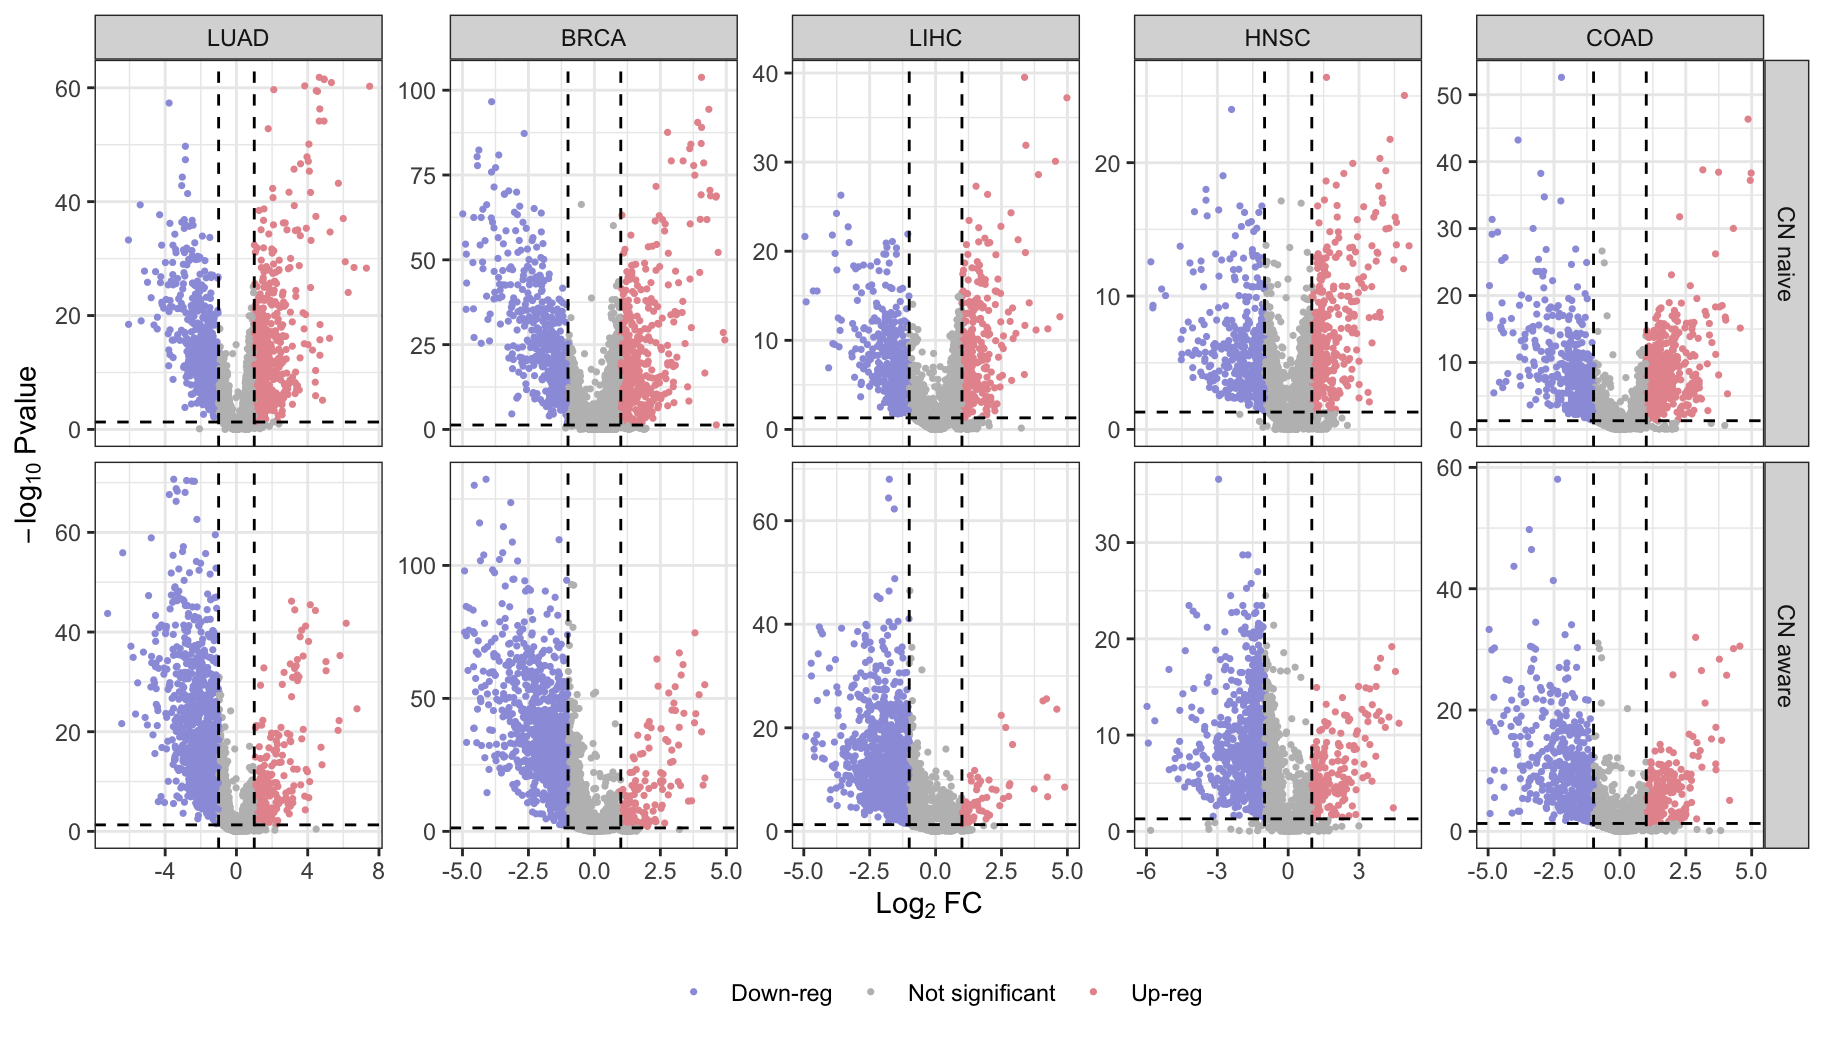 LUAD BRCA LIHC HNSC COAD
60 40 20 0
100 75 50 25 0
40 30 20 10 0
20 10 0
50 40 30 20 10 0
CN naive
−log10 Pvalue
60 40 20 0
100 50 0
60 40 20 0
30 20 10 0
60 40 20 0
CN aware
-4 0 4 8
-5.0 -2.5 0.0 2.5 5.0
-5.0 -2.5 0.0 2.5 5.0
-6 -3 0 3
-5.0 -2.5 0.0 2.5 5.0
Log2 FC
Down-reg Not significant Up-reg